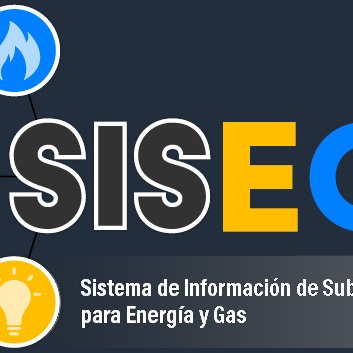 SISE
Sistema de Información de Sub
para Energía y Gas